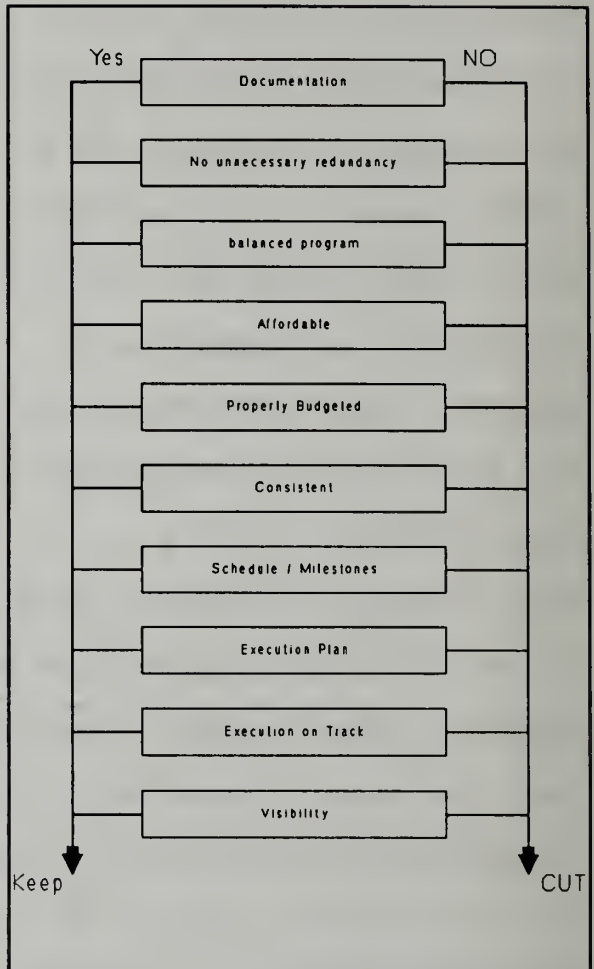 Yes NO
Documentation
No unnecessary redundancy
balanced program
Affordable
Properly Budgeted
Consistent
Schedule / Milestones
Execution Plan
Execution on Track
Visibility
Keep CUT